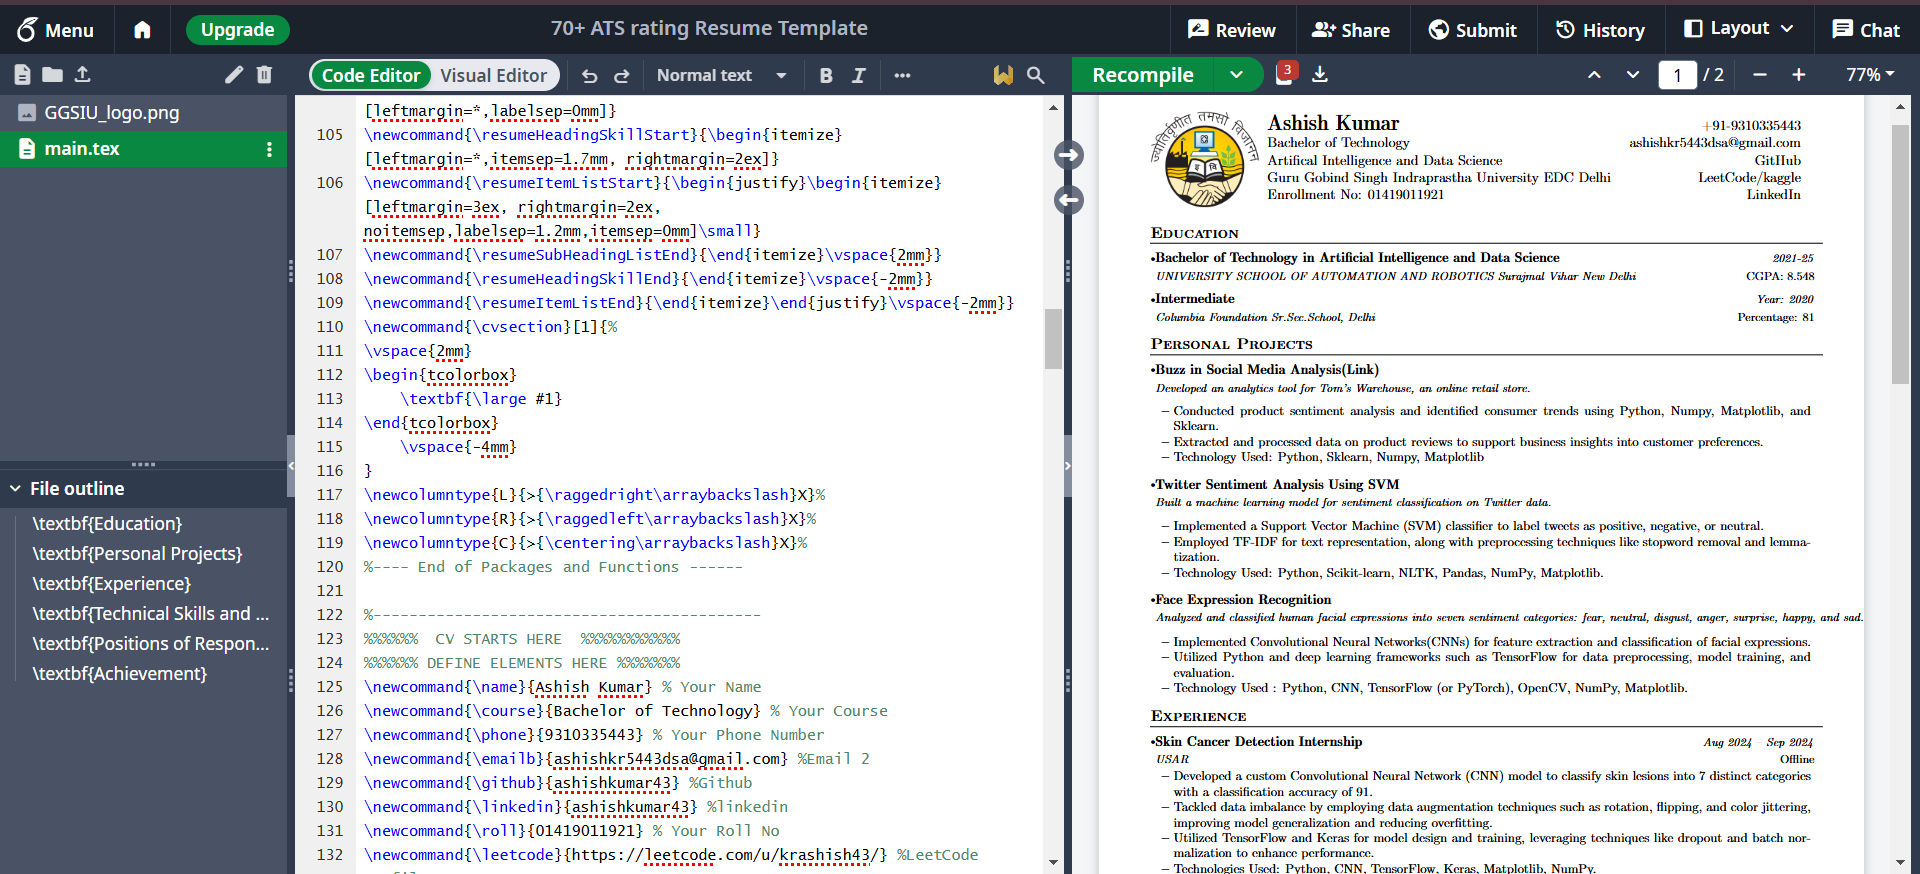 Menu
Upgrade
70+ ATS rating Resume Template
Review
Share
Submit
History
Layout
Chat
Code Editor
Visual Editor
Normal text
B I
Recompile
3
1 / 2
77%
GGSIU_logo.png
main.tex
File outline
\textbf{Education}
\textbf{Personal Projects}
\textbf{Experience}
\textbf{Technical Skills and ...
\textbf{Positions of Respon...
\textbf{Achievement}
[leftmargin=*,labelsep=0mm]}
105 \newcommand{\resumeHeadingSkillStart}{\begin{itemize}
[leftmargin=*,itemsep=1.7mm, rightmargin=2ex]}
106 \newcommand{\resumeItemListStart}{\begin{justify}\begin{itemize}
[leftmargin=3ex, rightmargin=2ex,
noitemsep,labelsep=1.2mm,itemsep=0mm]\small}
107 \newcommand{\resumeSubHeadingListEnd}{\end{itemize}\vspace{2mm}}
108 \newcommand{\resumeHeadingSkillEnd}{\end{itemize}\vspace{-2mm}}
109 \newcommand{\resumeItemListEnd}{\end{itemize}\end{justify}\vspace{-2mm}}
110 \newcommand{\cvsection}[1]{%
111 \vspace{2mm}
112 \begin{tcolorbox}
113 \textbf{\large #1}
114 \end{tcolorbox}
115 \vspace{-4mm}
116 }
117 \newcolumntype{L}{>{\raggedright\arraybackslash}X}%
118 \newcolumntype{R}{>{\raggedleft\arraybackslash}X}%
119 \newcolumntype{C}{>{\centering\arraybackslash}X}%
120 %---- End of Packages and Functions ------
121
122 %-------------------------------------------
123 %%%%%% CV STARTS HERE %%%%%%%%%%%
124 %%%%%% DEFINE ELEMENTS HERE %%%%%%%
125 \newcommand{\name}{Ashish Kumar} % Your Name
126 \newcommand{\course}{Bachelor of Technology} % Your Course
127 \newcommand{\phone}{9310335443} % Your Phone Number
128 \newcommand{\emailb}{ashishkr5443dsa@gmail.com} %Email 2
129 \newcommand{\github}{ashishkumar43} %Github
130 \newcommand{\linkedin}{ashishkumar43} %linkedin
131 \newcommand{\roll}{01419011921} % Your Roll No
132 \newcommand{\leetcode}{https://leetcode.com/u/krashish43/} %LeetCode
ज्योतिर्वृणीत तमसो विजानन
Ashish Kumar
Bachelor of Technology
Artifical Intelligence and Data Science
Guru Gobind Singh Indraprastha University EDC Delhi
Enrollment No: 01419011921
+91-9310335443
ashishkr5443dsa@gmail.com
GitHub
LeetCode/kaggle
LinkedIn
EDUCATION
•Bachelor of Technology in Artificial Intelligence and Data Science 2021-25
UNIVERSITY SCHOOL OF AUTOMATION AND ROBOTICS Surajmal Vihar New Delhi CGPA: 8.548
•Intermediate Year: 2020
Columbia Foundation Sr.Sec.School, Delhi Percentage: 81
PERSONAL PROJECTS
•Buzz in Social Media Analysis(Link)
Developed an analytics tool for Tom's Warehouse, an online retail store.
– Conducted product sentiment analysis and identified consumer trends using Python, Numpy, Matplotlib, and
Sklearn.
– Extracted and processed data on product reviews to support business insights into customer preferences.
– Technology Used: Python, Sklearn, Numpy, Matplotlib
•Twitter Sentiment Analysis Using SVM
Built a machine learning model for sentiment classification on Twitter data.
– Implemented a Support Vector Machine (SVM) classifier to label tweets as positive, negative, or neutral.
– Employed TF-IDF for text representation, along with preprocessing techniques like stopword removal and lemma-
tization.
– Technology Used: Python, Scikit-learn, NLTK, Pandas, NumPy, Matplotlib.
•Face Expression Recognition
Analyzed and classified human facial expressions into seven sentiment categories: fear, neutral, disgust, anger, surprise, happy, and sad.
– Implemented Convolutional Neural Networks(CNNs) for feature extraction and classification of facial expressions.
– Utilized Python and deep learning frameworks such as TensorFlow for data preprocessing, model training, and
evaluation.
– Technology Used : Python, CNN, TensorFlow (or PyTorch), OpenCV, NumPy, Matplotlib.
EXPERIENCE
•Skin Cancer Detection Internship Aug 2024 – Sep 2024
USAR Offline
– Developed a custom Convolutional Neural Network (CNN) model to classify skin lesions into 7 distinct categories
with a classification accuracy of 91.
– Tackled data imbalance by employing data augmentation techniques such as rotation, flipping, and color jittering,
improving model generalization and reducing overfitting.
– Utilized TensorFlow and Keras for model design and training, leveraging techniques like dropout and batch nor-
malization to enhance performance.
– Technologies Used: Python, CNN, TensorFlow, Keras, Matplotlib, NumPy.